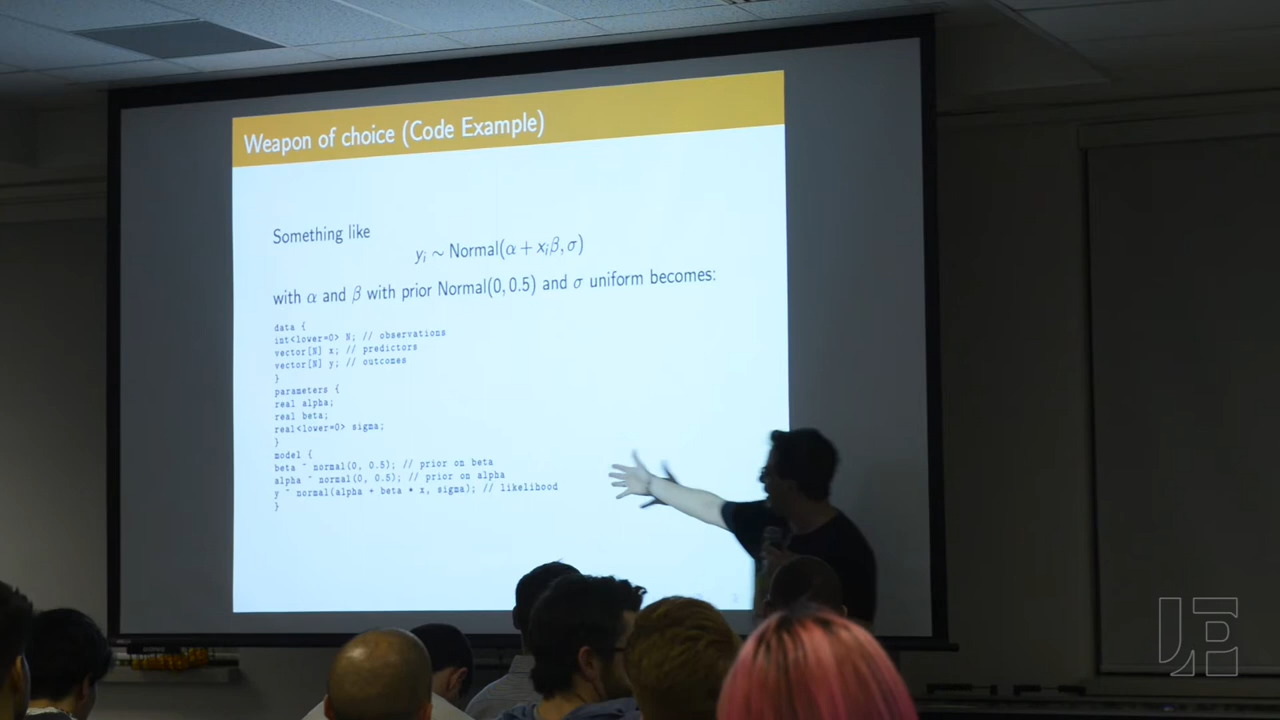 Weapon of choice (Code Example)
Something like
yᵢ ~ Normal(α + xᵢβ, σ)
with α and β with prior Normal(0, 0.5) and σ uniform becomes:
data {
int<lower=0> N; // observations
vector[N] x; // predictors
vector[N] y; // outcomes
}
parameters {
real alpha;
real beta;
real<lower=0> sigma;
}
model {
beta ~ normal(0, 0.5); // prior on beta
alpha ~ normal(0, 0.5); // prior on alpha
y ~ normal(alpha + beta * x, sigma); // likelihood
}